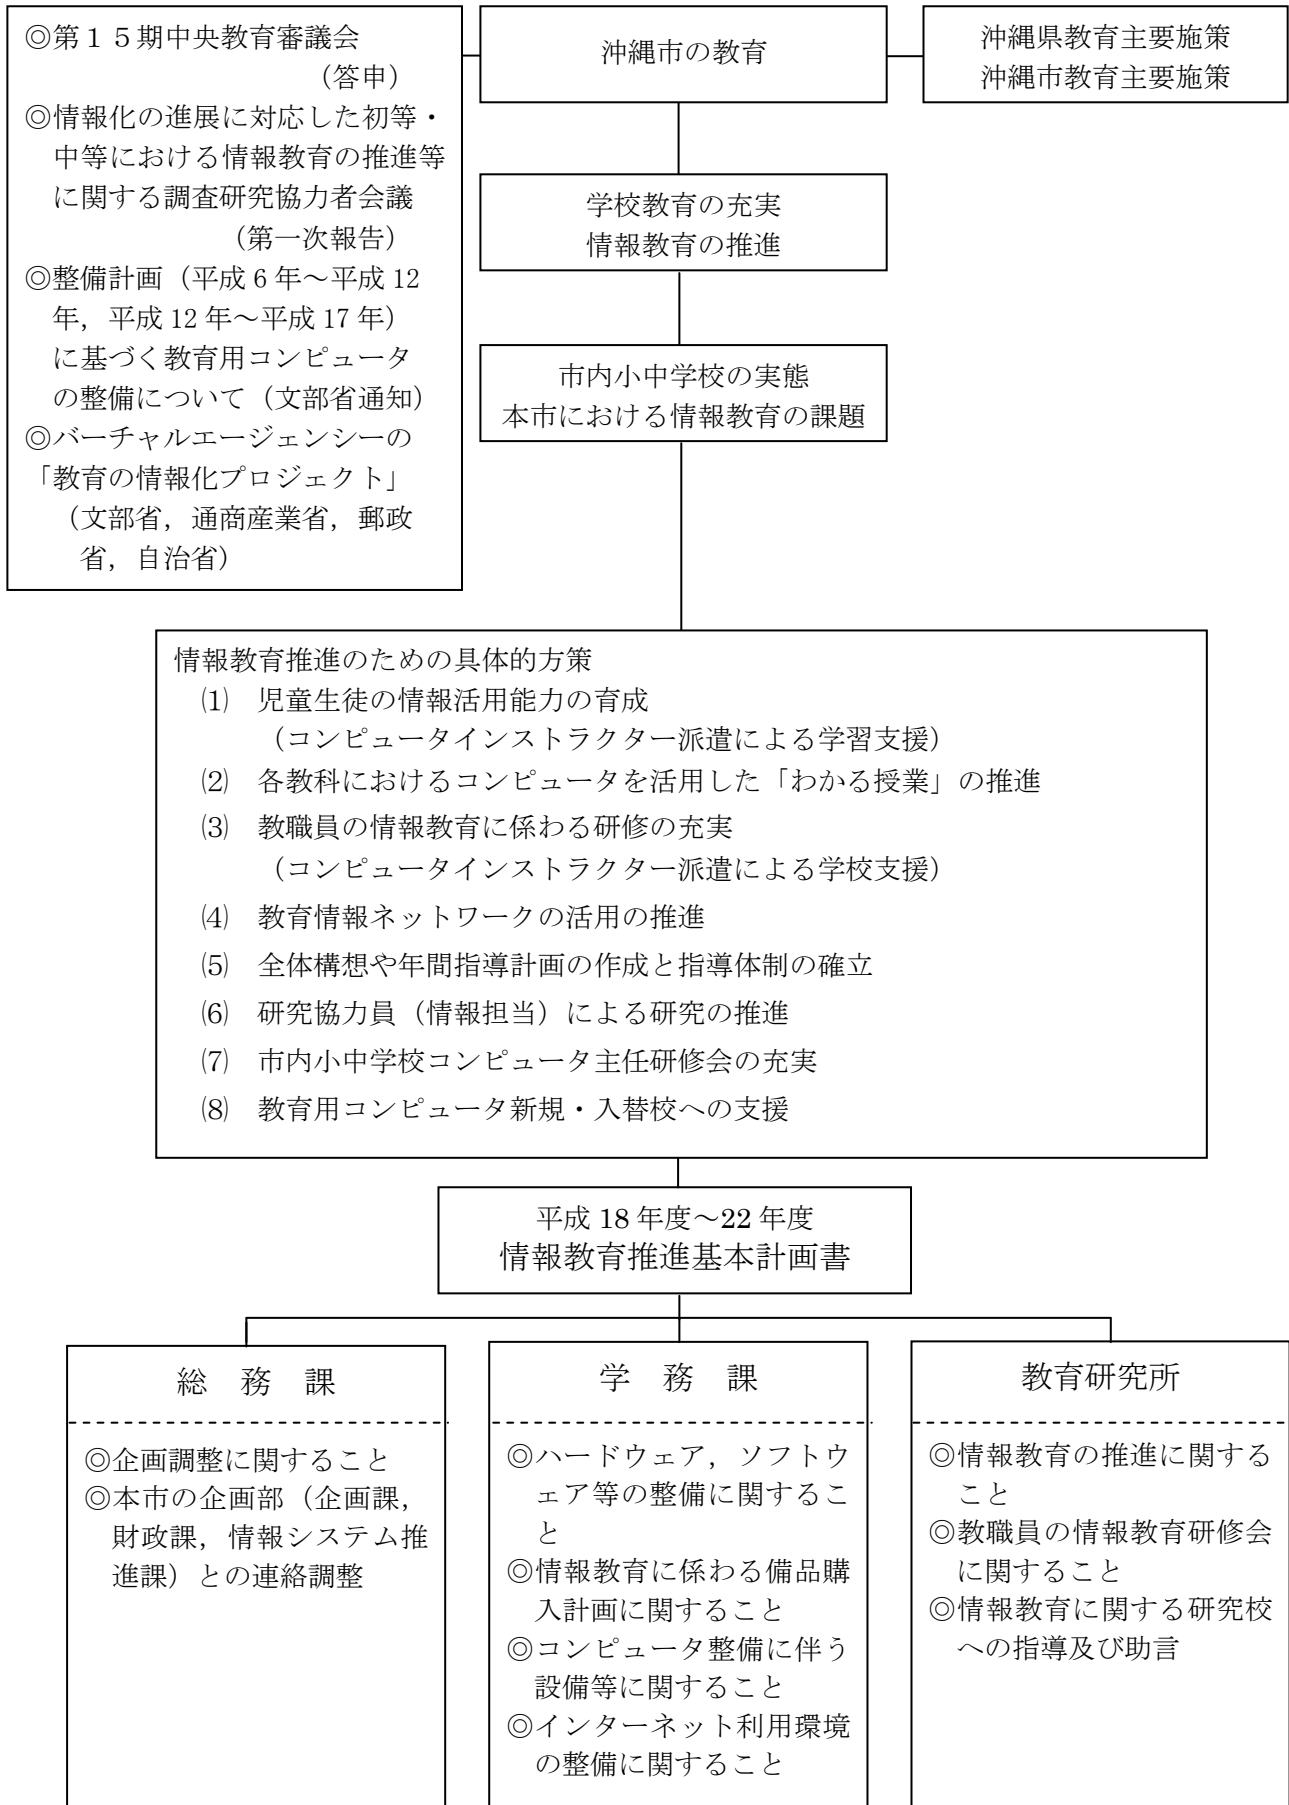 ◎第１５期中央教育審議会
（答申）
◎情報化の進展に対応した初等・
中等における情報教育の推進等
に関する調査研究協力者会議
（第一次報告）
◎整備計画（平成 6 年～平成 12
年，平成 12 年～平成 17 年）
に基づく教育用コンピュータ
の整備について（文部省通知）
◎バーチャルエージェンシーの
「教育の情報化プロジェクト」
（文部省，通商産業省，郵政
省，自治省）
沖縄市の教育
沖縄県教育主要施策
沖縄市教育主要施策
学校教育の充実
情報教育の推進
市内小中学校の実態
本市における情報教育の課題
情報教育推進のための具体的方策
⑴　児童生徒の情報活用能力の育成
（コンピュータインストラクター派遣による学習支援）
⑵　各教科におけるコンピュータを活用した「わかる授業」の推進
⑶　教職員の情報教育に係わる研修の充実
（コンピュータインストラクター派遣による学校支援）
⑷　教育情報ネットワークの活用の推進
⑸　全体構想や年間指導計画の作成と指導体制の確立
⑹　研究協力員（情報担当）による研究の推進
⑺　市内小中学校コンピュータ主任研修会の充実
⑻　教育用コンピュータ新規・入替校への支援
平成 18 年度～22 年度
情報教育推進基本計画書
総　務　課
◎企画調整に関すること
◎本市の企画部（企画課，
財政課，情報システム推
進課）との連絡調整
学　務　課
◎ハードウェア，ソフトウ
ェア等の整備に関するこ
と
◎情報教育に係わる備品購
入計画に関すること
◎コンピュータ整備に伴う
設備等に関すること
◎インターネット利用環境
の整備に関すること
教育研究所
◎情報教育の推進に関する
こと
◎教職員の情報教育研修会
に関すること
◎情報教育に関する研究校
への指導及び助言